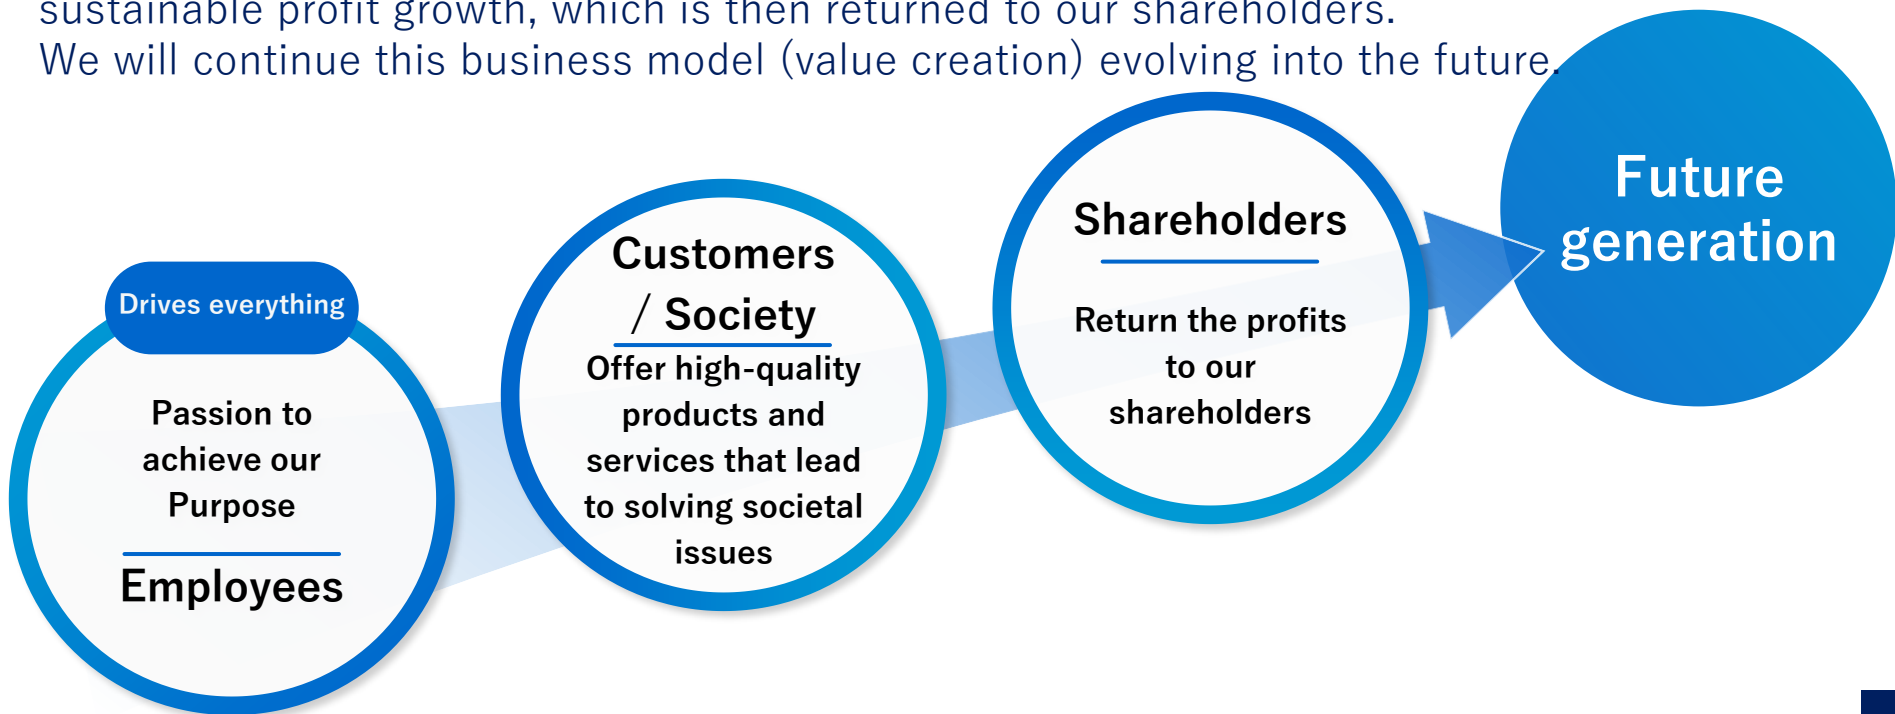 sustainable profit growth, which is then returned to our shareholders.
We will continue this business model (value creation) evolving into the future.
Drives everything
Passion to
achieve our
Purpose
Employees
Customers
/ Society
Offer high-quality
products and
services that lead
to solving societal
issues
Shareholders
Return the profits
to our
shareholders
Future
generation